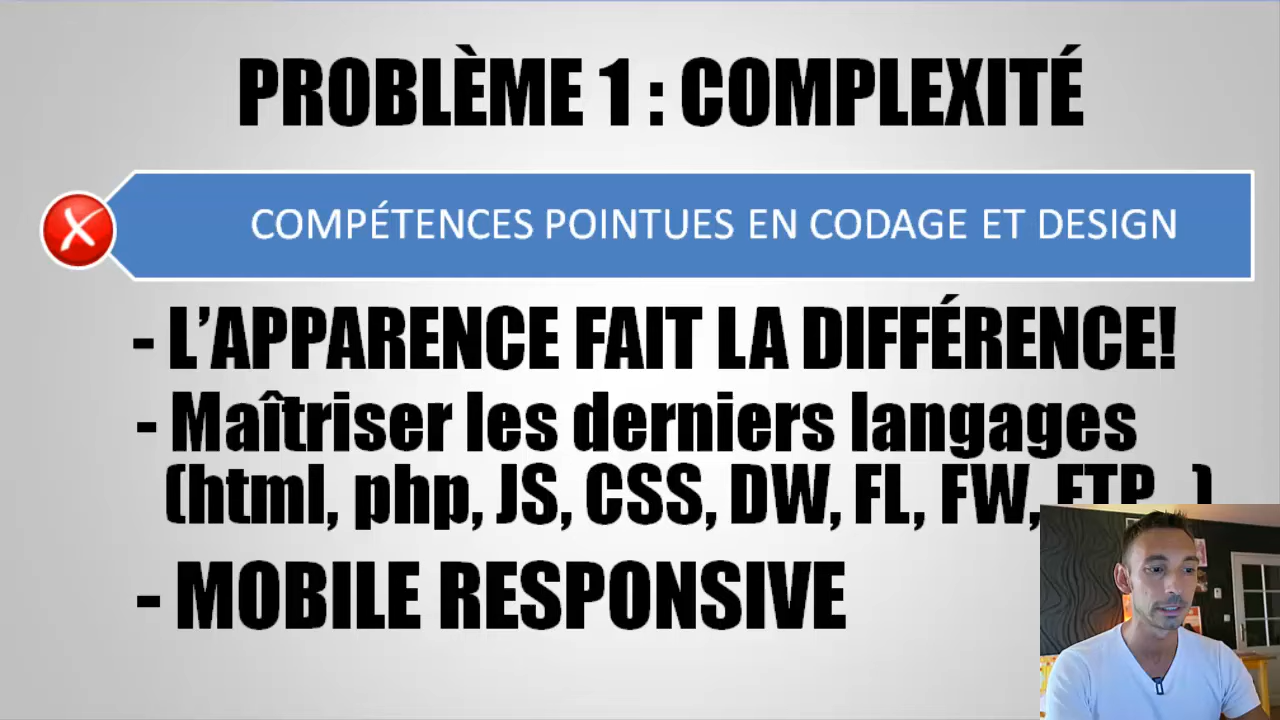 PROBLÈME 1 : COMPLEXITÉ
COMPÉTENCES POINTUES EN CODAGE ET DESIGN
- L’APPARENCE FAIT LA DIFFÉRENCE!
- Maîtriser les derniers langages
(html, php, JS, CSS, DW, FL, FW, FTP..)
- MOBILE RESPONSIVE